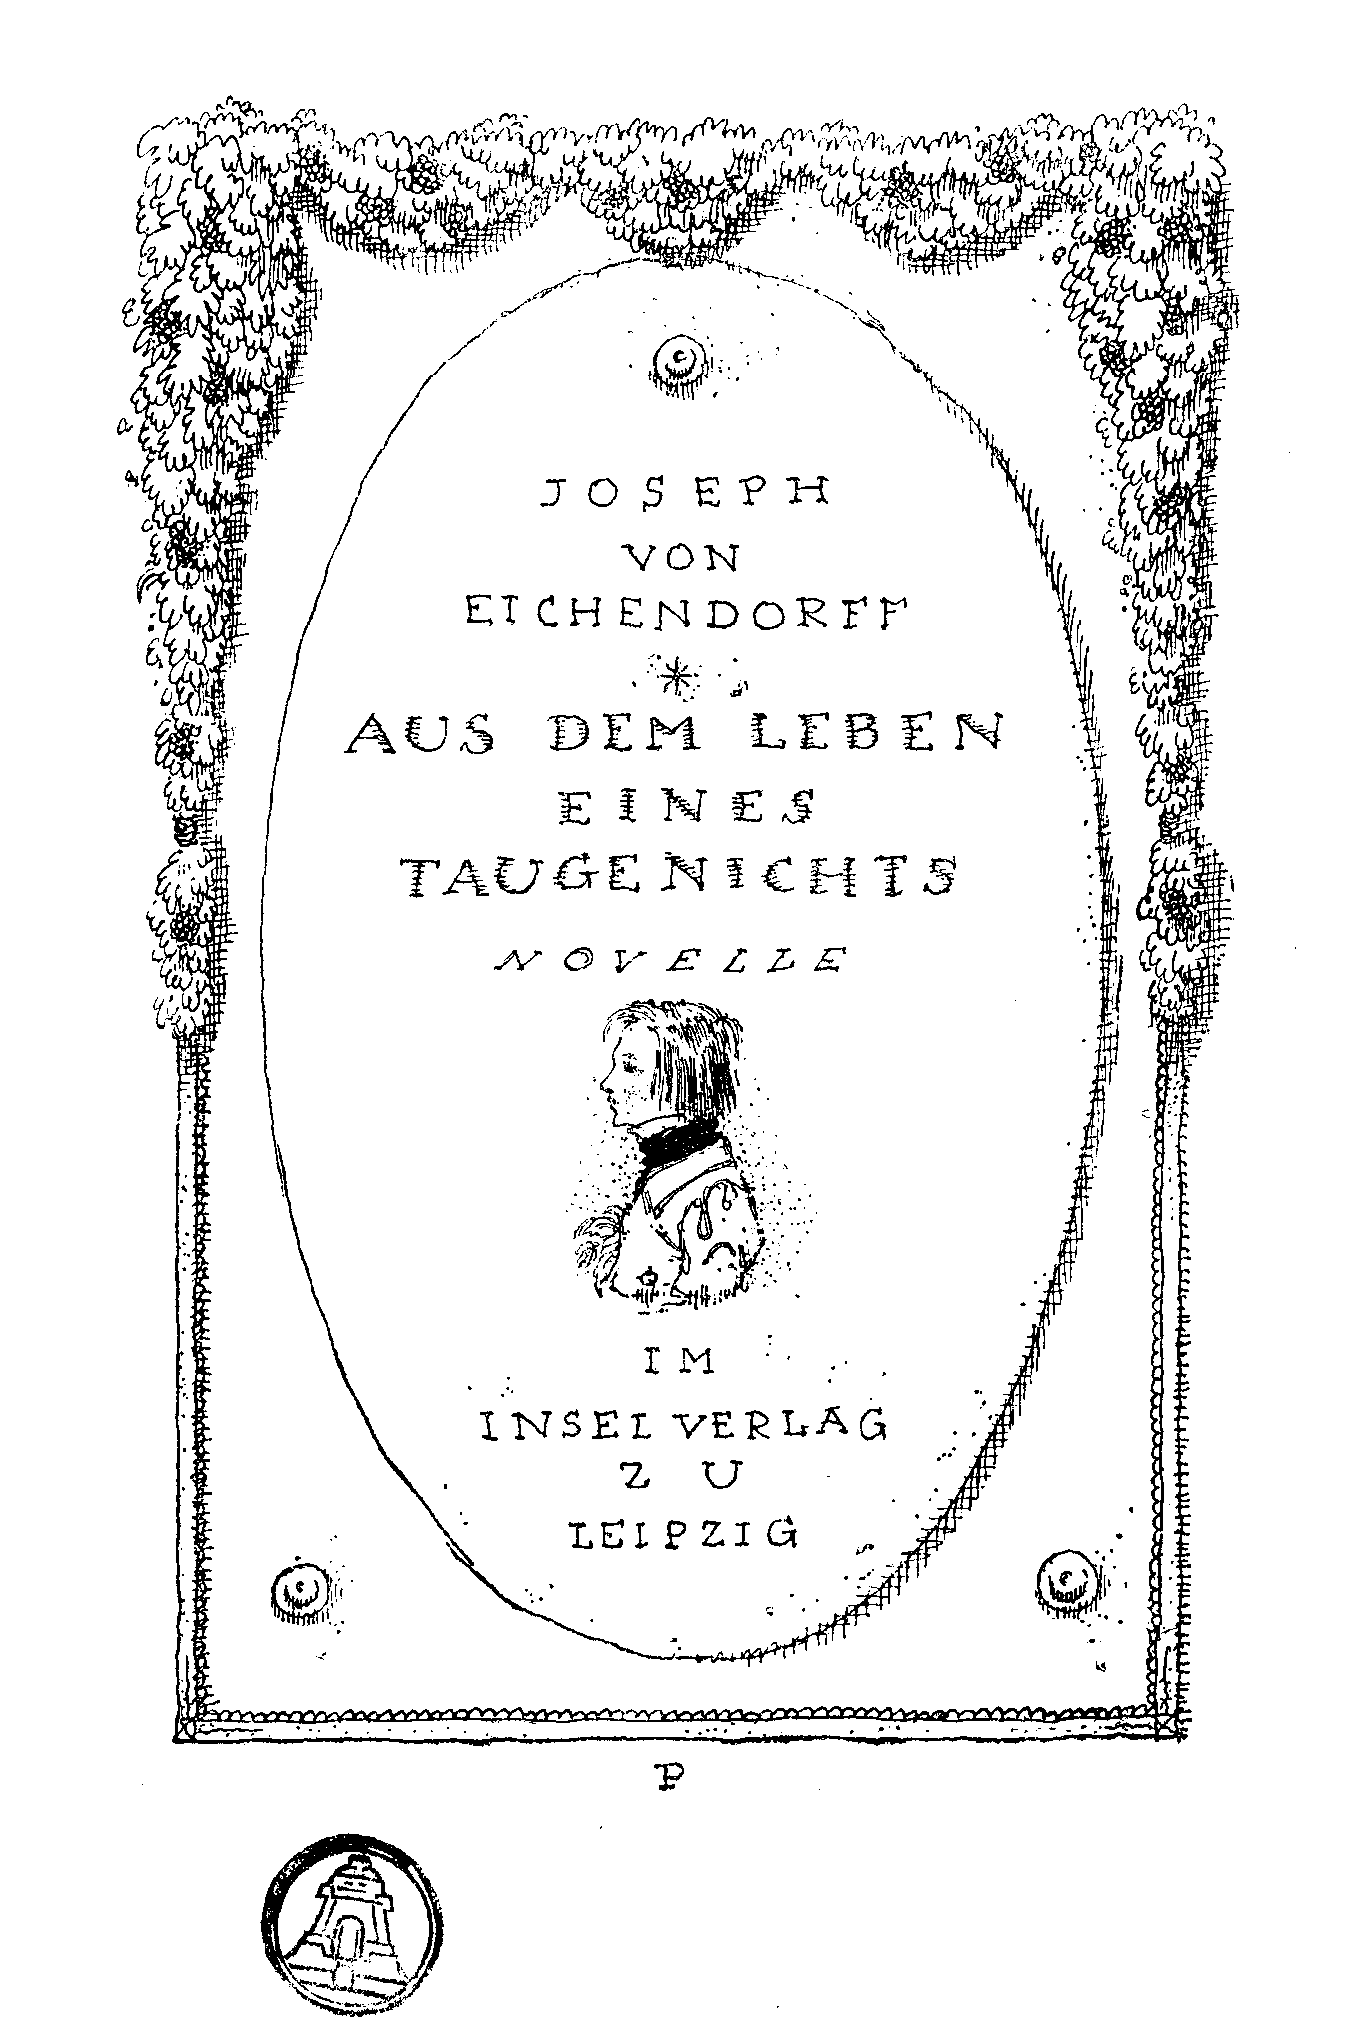 JOSEPH
VON
EICHENDORFF
*
AUS DEM LEBEN
EINES
TAUGENICHTS
NOVELLE
IM
INSEL VERLAG
ZU
LEIPZIG
P